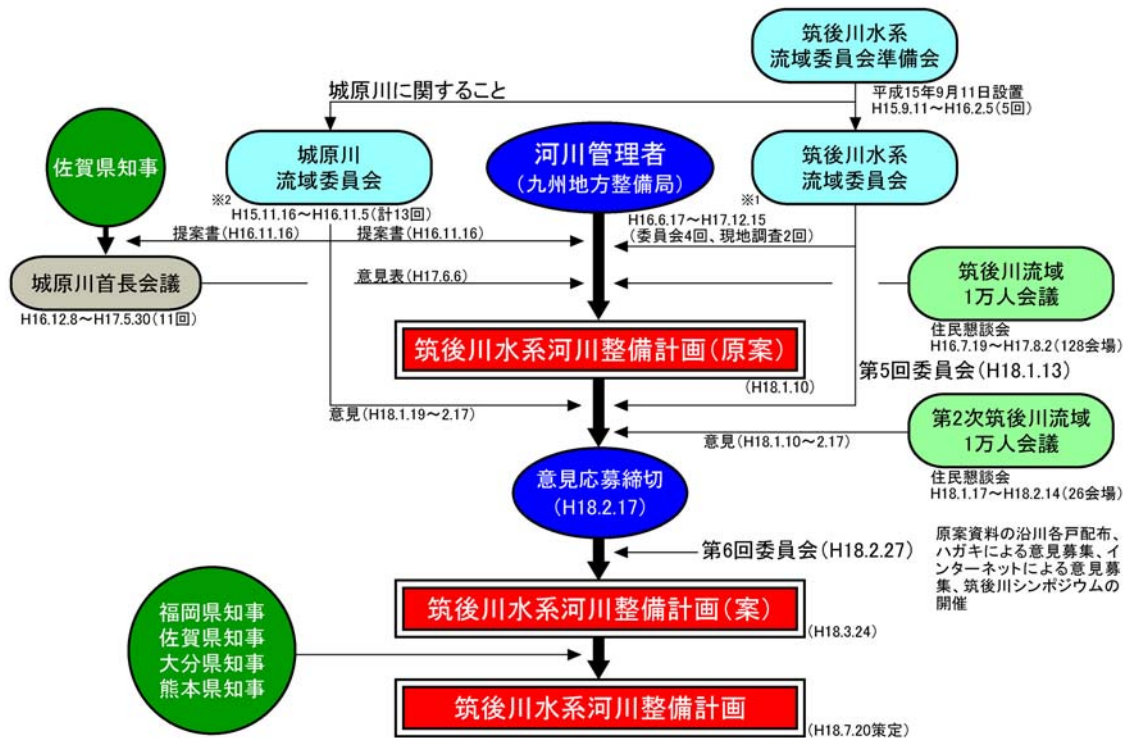 筑後川水系
流域委員会準備会
平成15年9月11日設置
H15.9.11～H16.2.5(5回)
城原川に関すること
佐賀県知事
城原川
流域委員会
※2
H15.11.16～H16.11.5(計13回)
河川管理者
(九州地方整備局)
筑後川水系
流域委員会
※1
H16.6.17～H17.12.15
(委員会4回、現地調査2回)
提案書(H16.11.16)
提案書(H16.11.16)
城原川首長会議
H16.12.8～H17.5.30(11回)
意見表(H17.6.6)
筑後川流域
1万人会議
住民懇談会
H16.7.19～H17.8.2(128会場)
筑後川水系河川整備計画(原案)
(H18.1.10)
第5回委員会(H18.1.13)
意見(H18.1.19～2.17)
意見(H18.1.10～2.17)
第2次筑後川流域
1万人会議
住民懇談会
H18.1.17～H18.2.14(26会場)
意見応募締切
(H18.2.17)
第6回委員会(H18.2.27)
原案資料の沿川各戸配布、
ハガキによる意見募集、イ
ンターネットによる意見募
集、筑後川シンポジウムの
開催
筑後川水系河川整備計画(案)
(H18.3.24)
福岡県知事
佐賀県知事
大分県知事
熊本県知事
筑後川水系河川整備計画
(H18.7.20策定)